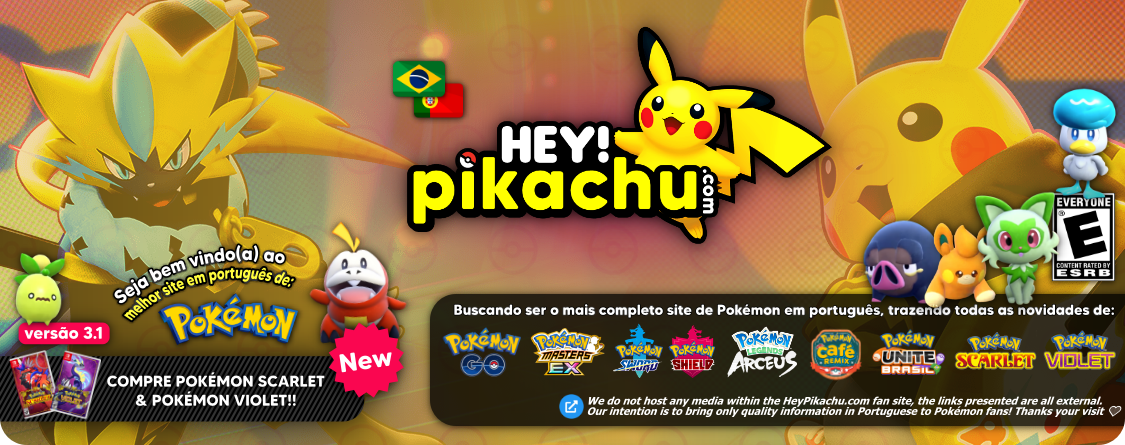 HEY!
pikachu
.com
Seja bem vindo(a) ao
melhor site em português de:
POKÉMON
versão 3.1
New
COMPRE POKÉMON SCARLET
& POKÉMON VIOLET!!
EVERYONE
E
CONTENT RATED BY
ESRB
Buscando ser o mais completo site de Pokémon em português, trazendo todas as novidades de:
POKÉMON
GO
POKÉMON
MASTERS
EX
POKÉMON
SWORD
POKÉMON
SHIELD
POKÉMON
LEGENDS
ARCEUS
POKÉMON
Café
REMIX
POKÉMON
UNITE
BRASIL
POKÉMON
SCARLET
POKÉMON
VIOLET
We do not host any media within the HeyPikachu.com fan site, the links presented are all external.
Our intention is to bring only quality information in Portuguese to Pokémon fans! Thanks your visit